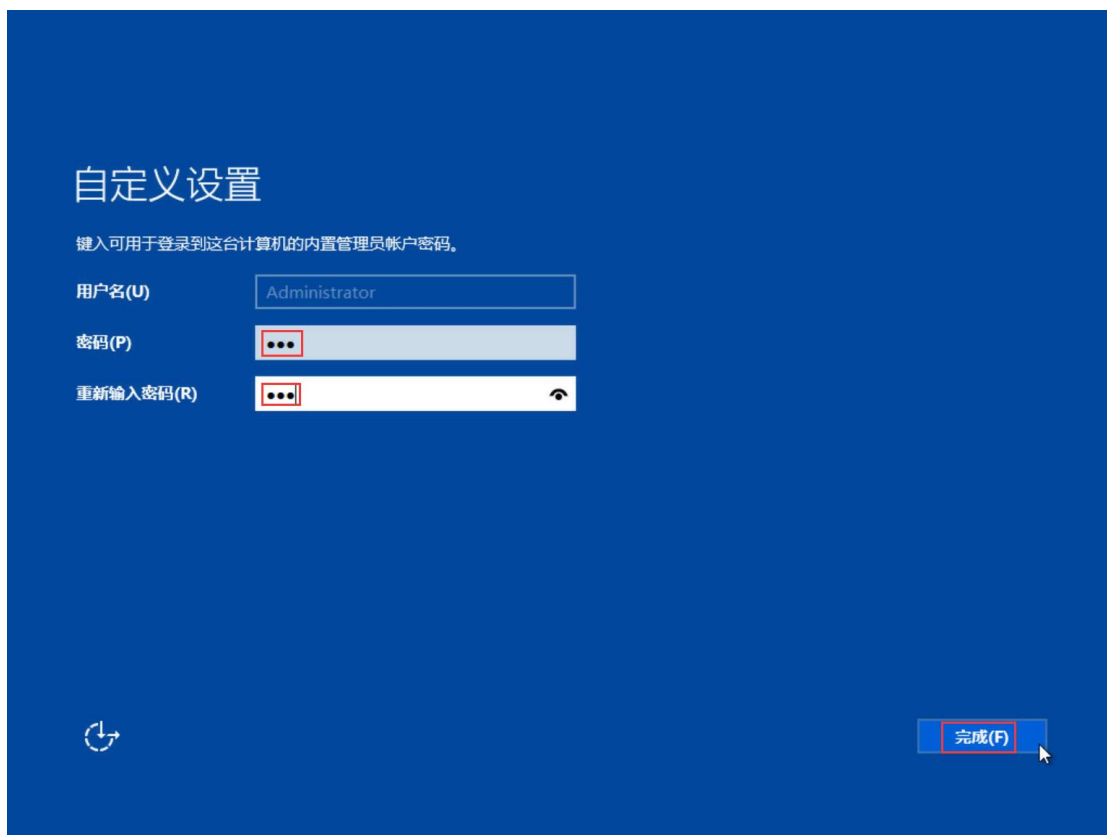 自定义设置
键入可用于登录到这台计算机的内置管理员帐户密码。
用户名(U) Administrator
密码(P) •••
重新输入密码(R) •••
完成(F)